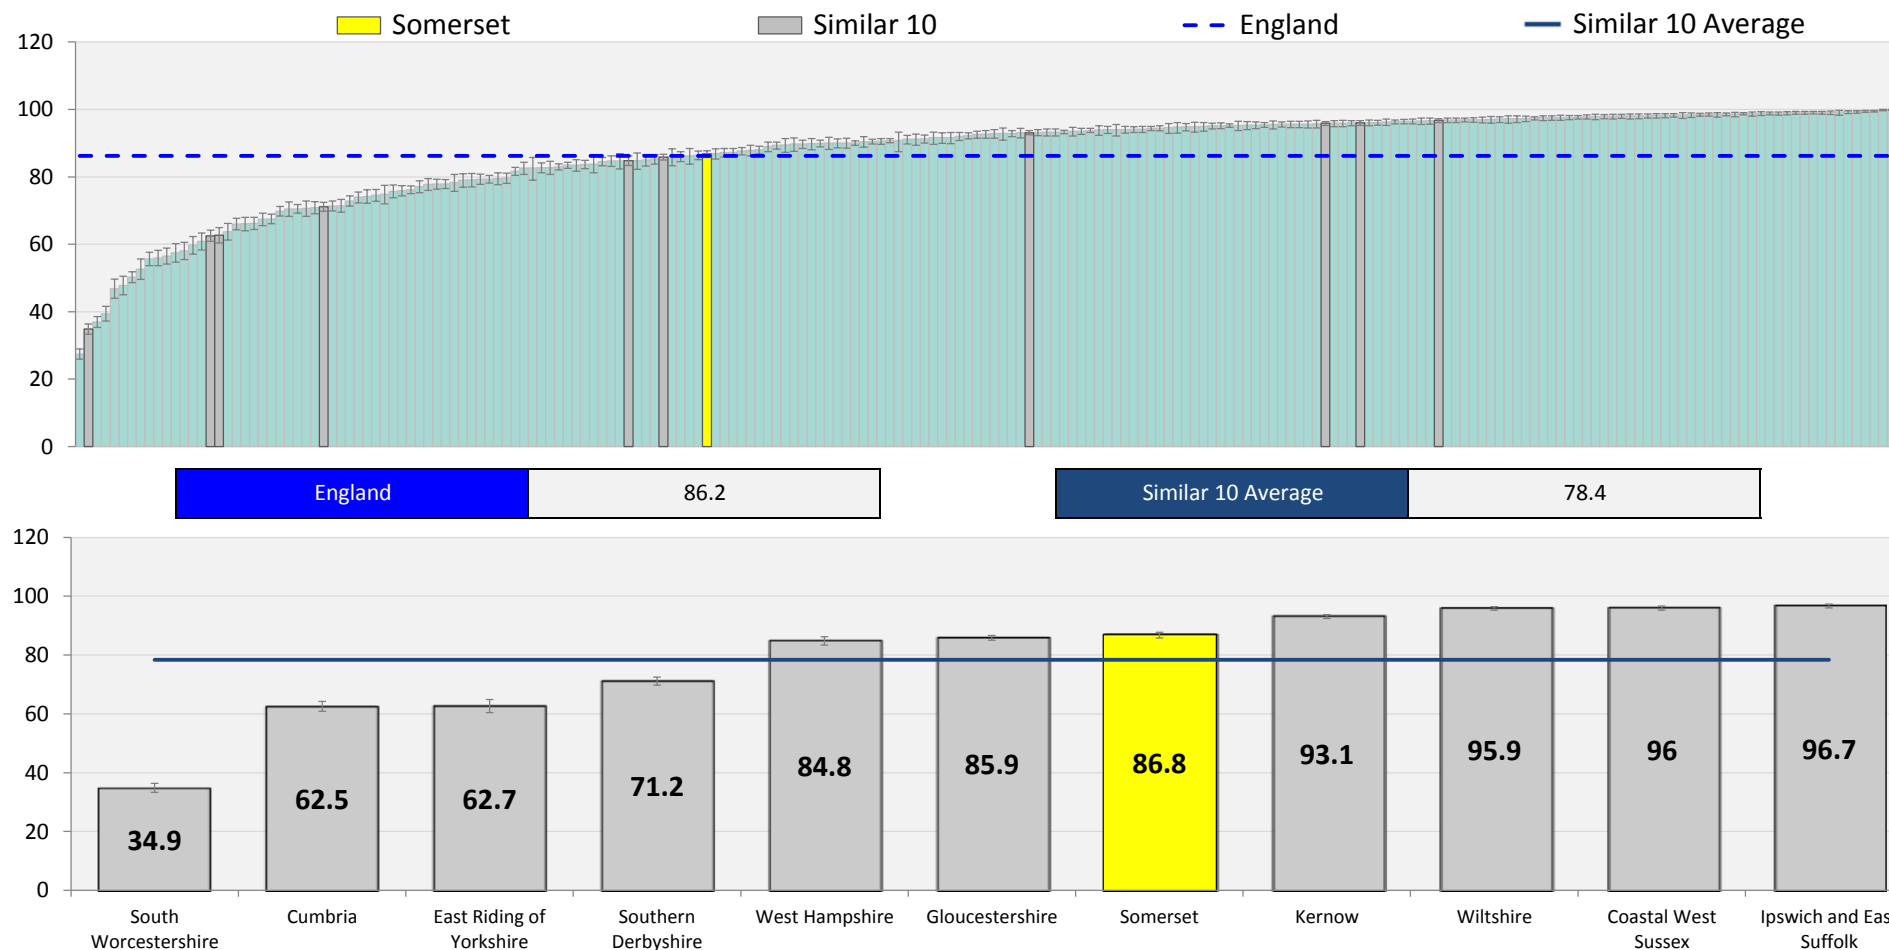 Somerset
Similar 10
England
Similar 10 Average
120
100
80
60
40
20
0
England
86.2
Similar 10 Average
78.4
120
100
80
60
40
20
0
34.9
62.5
62.7
71.2
84.8
85.9
86.8
93.1
95.9
96
96.7
South
Worcestershire
Cumbria
East Riding of
Yorkshire
Southern
Derbyshire
West Hampshire
Gloucestershire
Somerset
Kernow
Wiltshire
Coastal West
Sussex
Ipswich and Eas
Suffolk